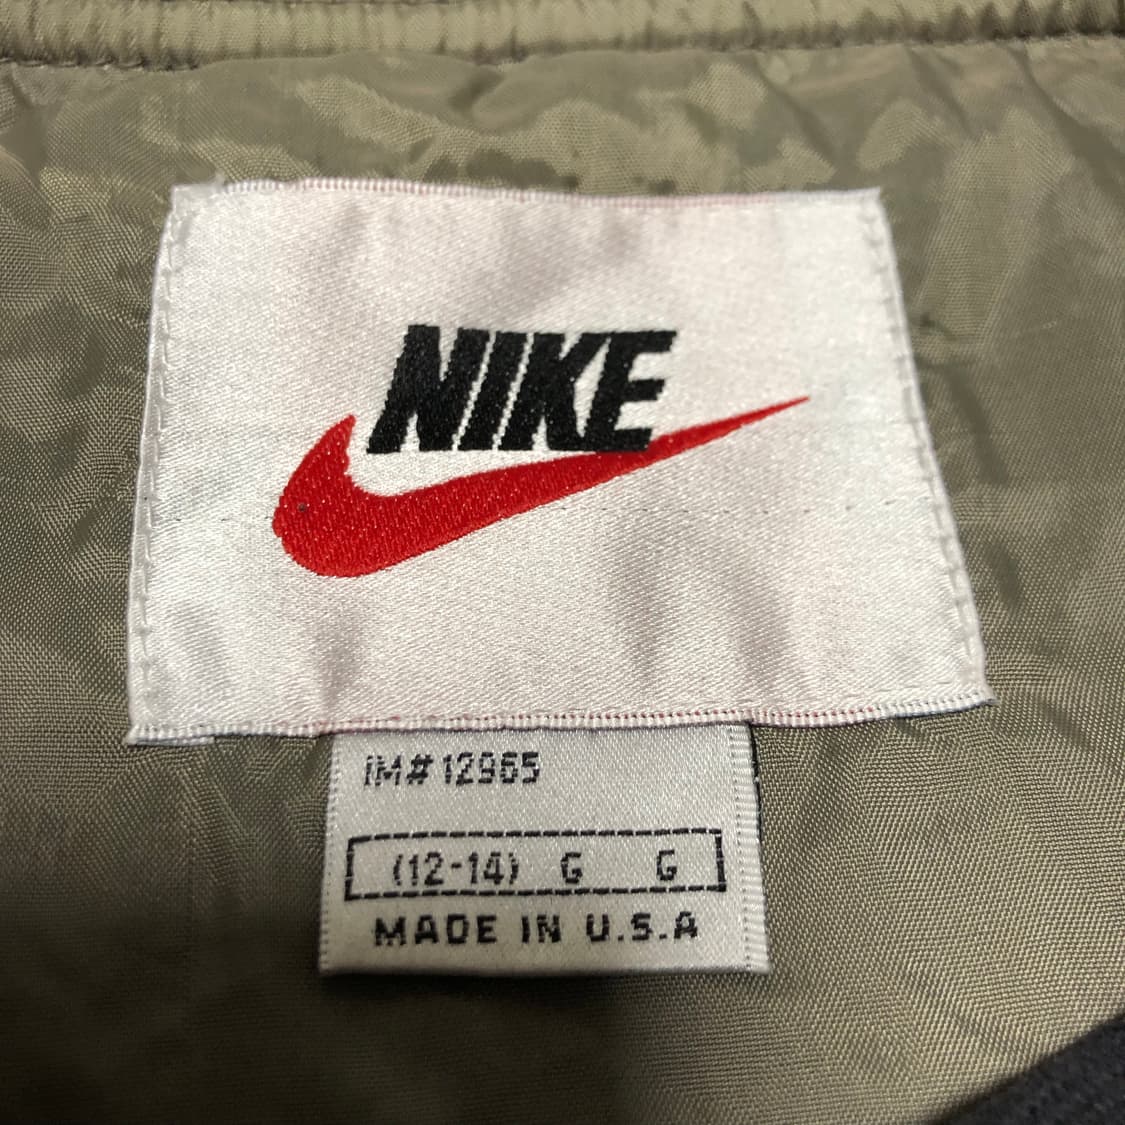 NIKE
IM# 12965
(12-14) G G
MADE IN U.S.A